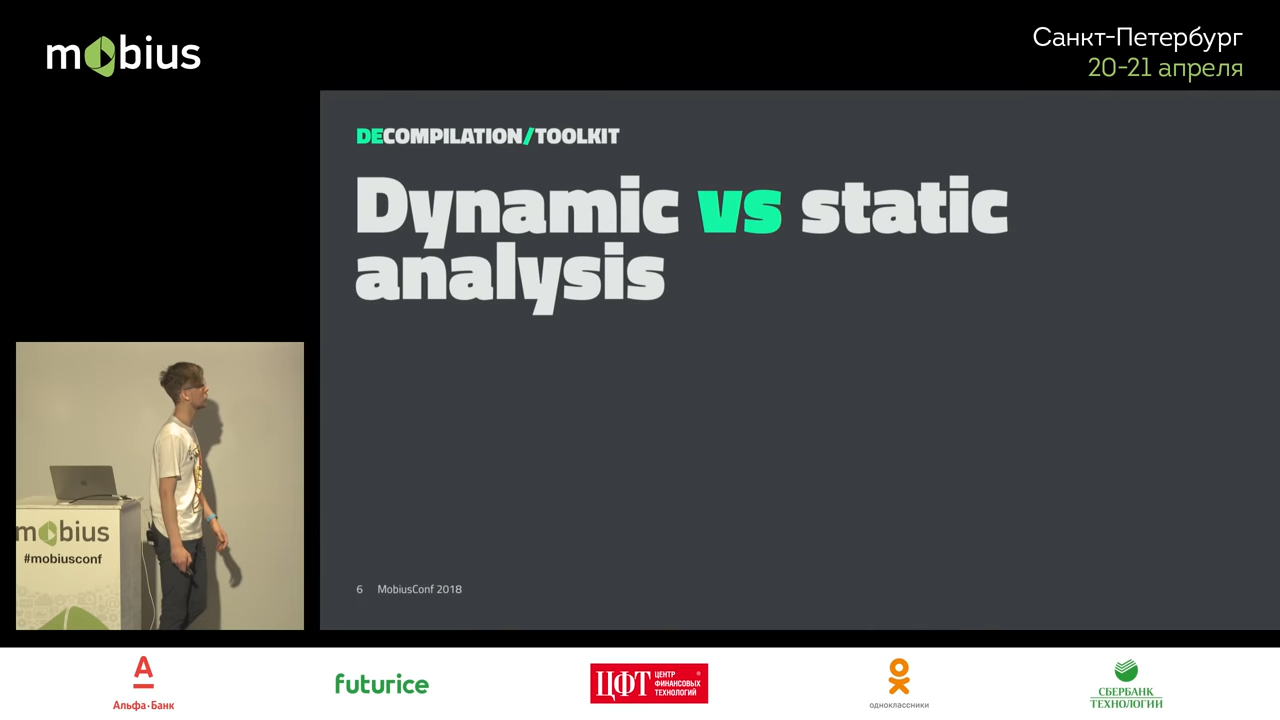 mobius
Санкт-Петербург
20-21 апреля
DECOMPILATION/TOOLKIT
Dynamic vs static
analysis
mobius
#mobiusconf
6 MobiusConf 2018
А
Альфа·Банк
futurice
ЦФТ
ЦЕНТР
ФИНАНСОВЫХ
ТЕХНОЛОГИЙ
®
одноклассники
СБЕРБАНК
ТЕХНОЛОГИИ